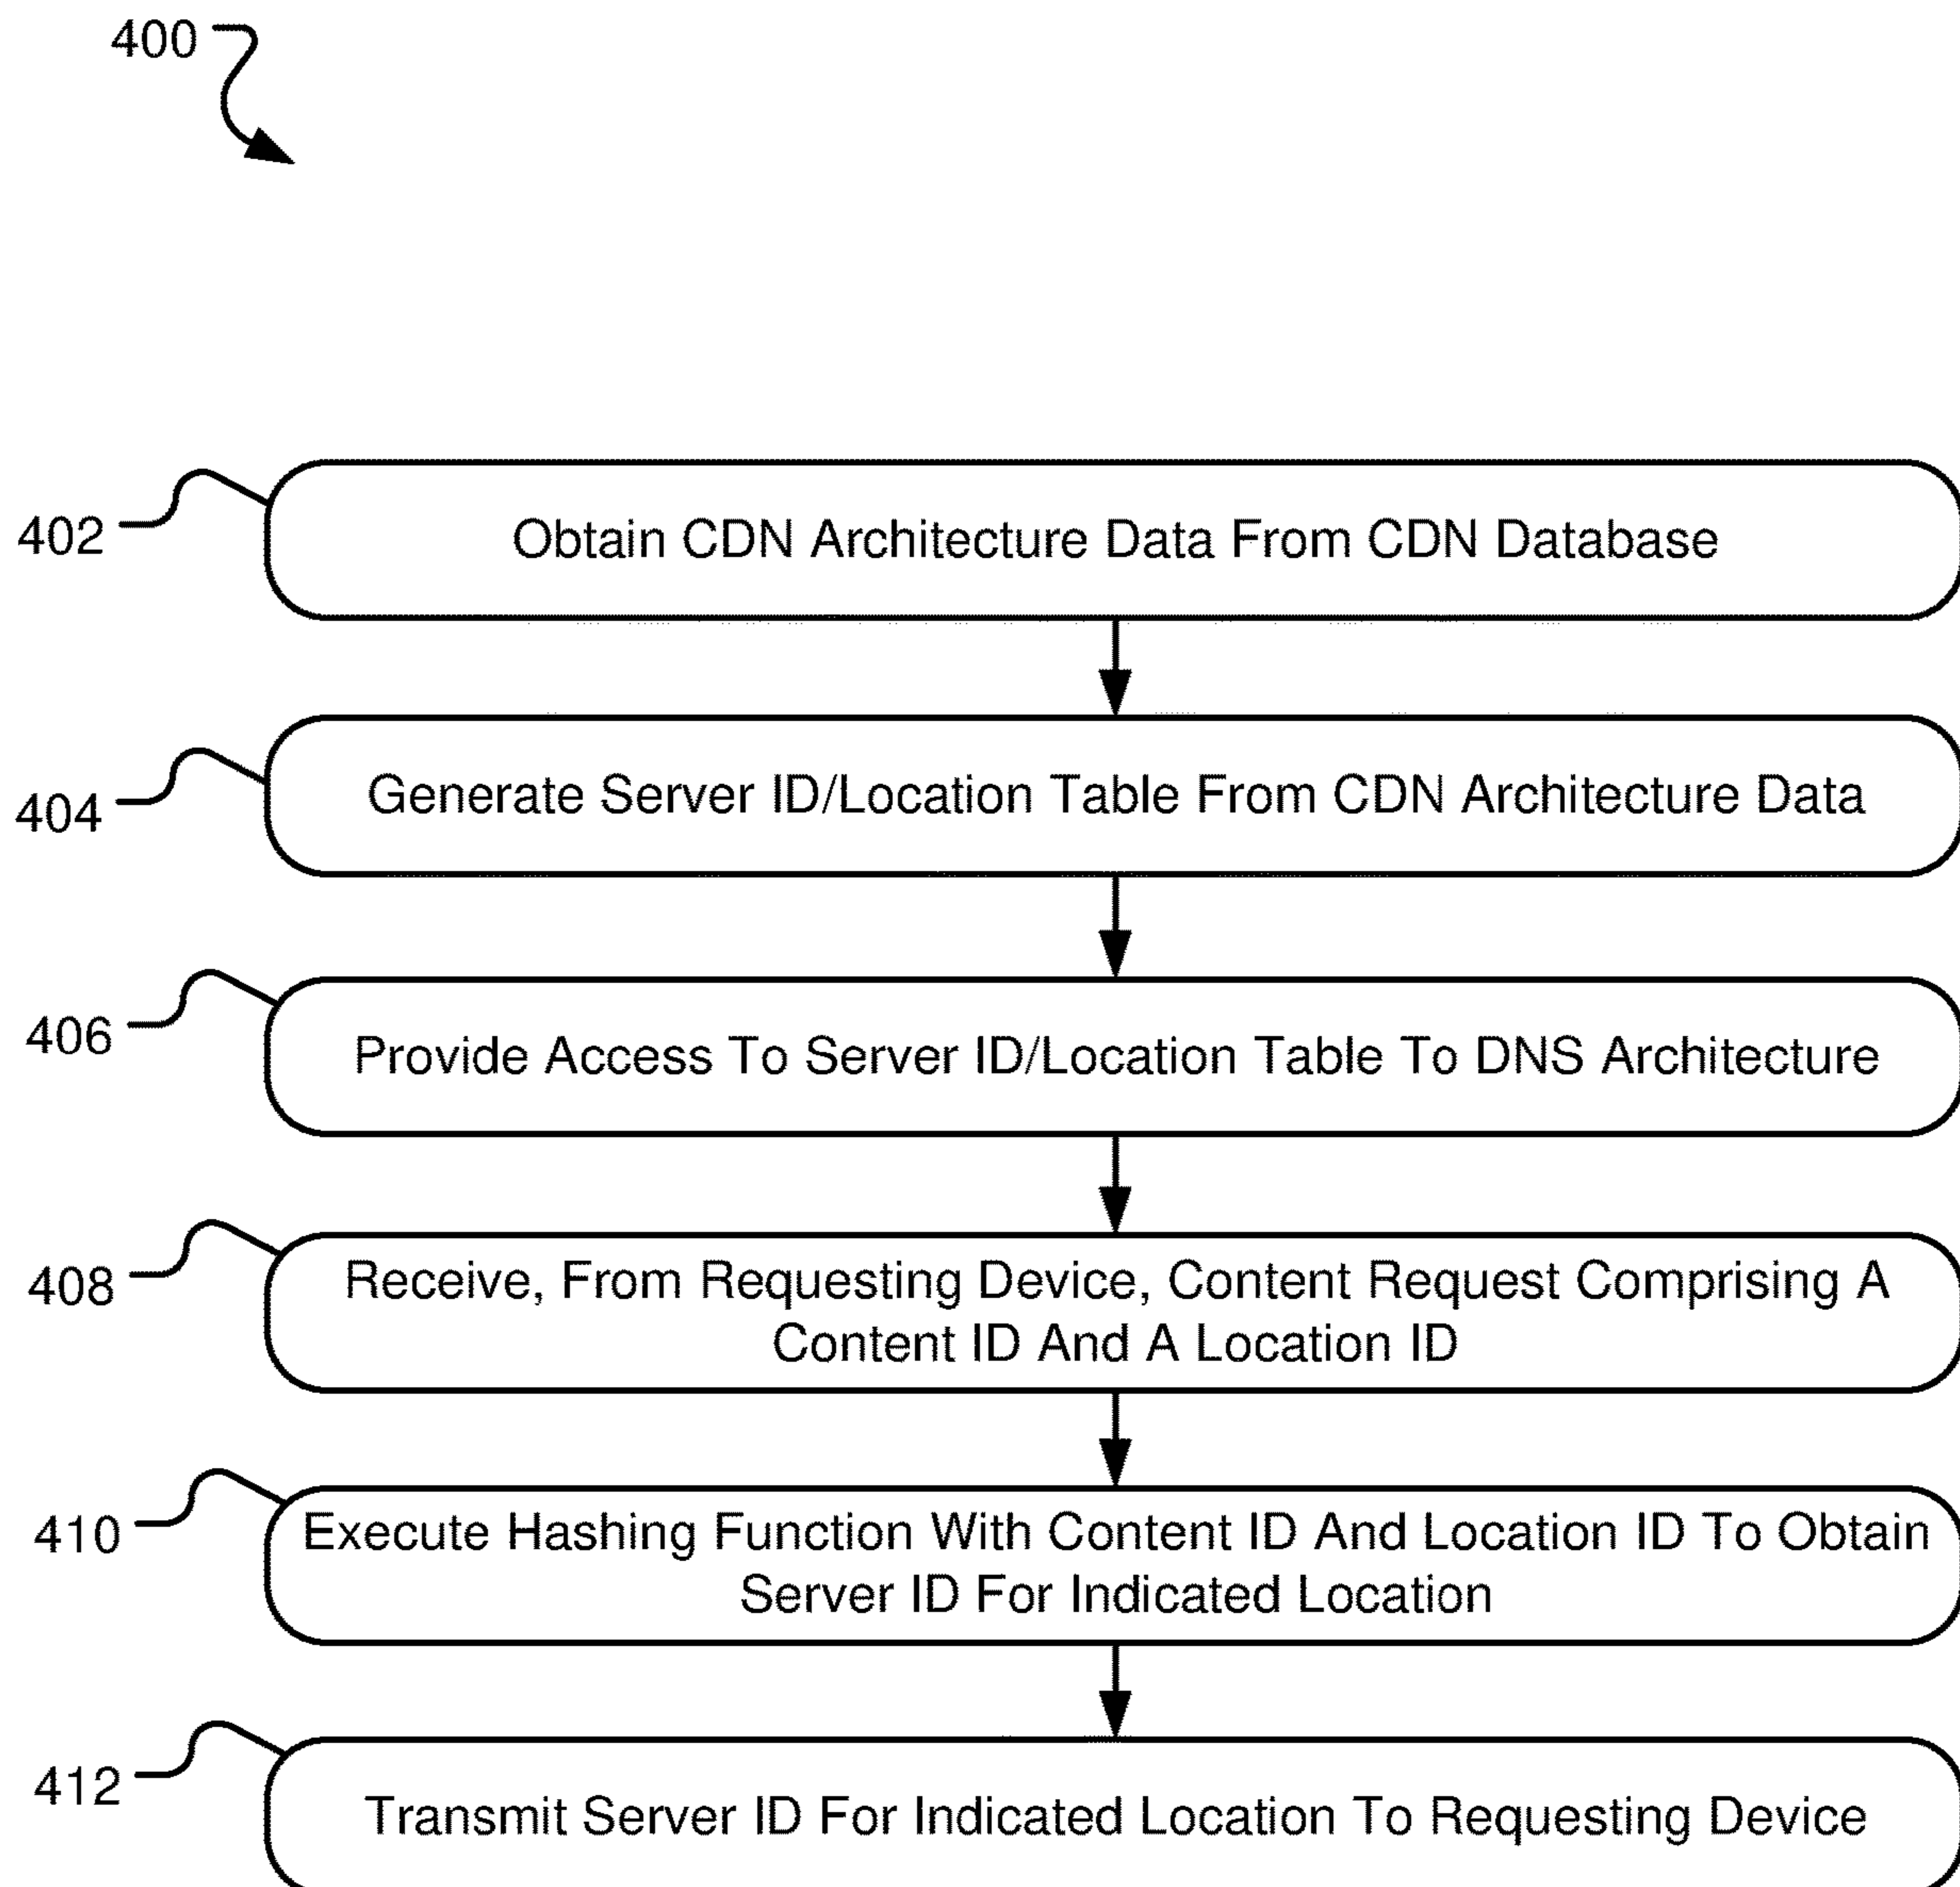 400
402
Obtain CDN Architecture Data From CDN Database
404
Generate Server ID/Location Table From CDN Architecture Data
406
Provide Access To Server ID/Location Table To DNS Architecture
408
Receive, From Requesting Device, Content Request Comprising A
Content ID And A Location ID
410
Execute Hashing Function With Content ID And Location ID To Obtain
Server ID For Indicated Location
412
Transmit Server ID For Indicated Location To Requesting Device